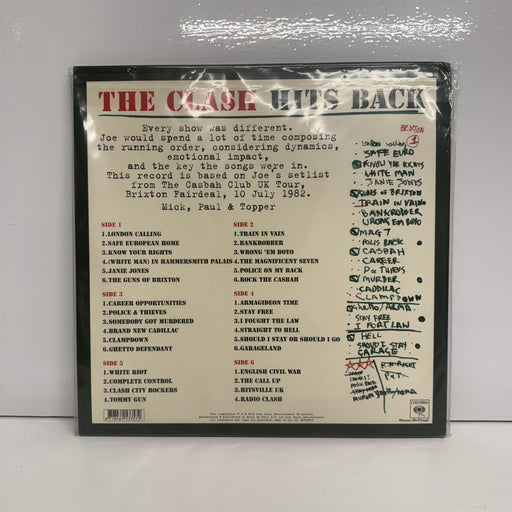 THE CLASH HITS BACK
Every show was different.
Joe would spend a lot of time composing
the running order, considering dynamics,
emotional impact,
and the key the songs were in.
This record is based on Joe's setlist
from The Casbah Club UK Tour,
Brixton Fairdeal, 10 July 1982.
Mick, Paul & Topper
SIDE 1
1.LONDON CALLING
2.SAFE EUROPEAN HOME
3.KNOW YOUR RIGHTS
4.(WHITE MAN) IN HAMMERSMITH PALAIS
5.JANIE JONES
6.THE GUNS OF BRIXTON
SIDE 2
1.TRAIN IN VAIN
2.BANKROBBER
3.WRONG 'EM BOYO
4.THE MAGNIFICENT SEVEN
5.POLICE ON MY BACK
6.ROCK THE CASBAH
SIDE 3
1.CAREER OPPORTUNITIES
2.POLICE & THIEVES
3.SOMEBODY GOT MURDERED
4.BRAND NEW CADILLAC
5.CLAMPDOWN
6.GHETTO DEFENDANT
SIDE 4
1.ARMAGIDEON TIME
2.STAY FREE
3.I FOUGHT THE LAW
4.STRAIGHT TO HELL
5.SHOULD I STAY OR SHOULD I GO
6.GARAGELAND
SIDE 5
1.WHITE RIOT
2.COMPLETE CONTROL
3.CLASH CITY ROCKERS
4.TOMMY GUN
SIDE 6
1.ENGLISH CIVIL WAR
2.THE CALL UP
3.HITSVILLE UK
4.RADIO CLASH
BRIXTON
1
LONDON CALLING
SAFE EURO
KNOW YOUR RIGHTS
WHITE MAN
JANIE JONES
GUNS OF BRIXTON
TRAIN IN VAIN
BANKROBBER
WRONG EM BOYO
MAG 7
POLIS BACK
CASBAH
CAREER
P & THIEVES
MURDER
CADDILAC
CLAMPDOWN
GHETTO/ARMA
STAY FREE
I FORT LAW
HELL
SHOULD I STAY
GARAGE
COLUMBIA